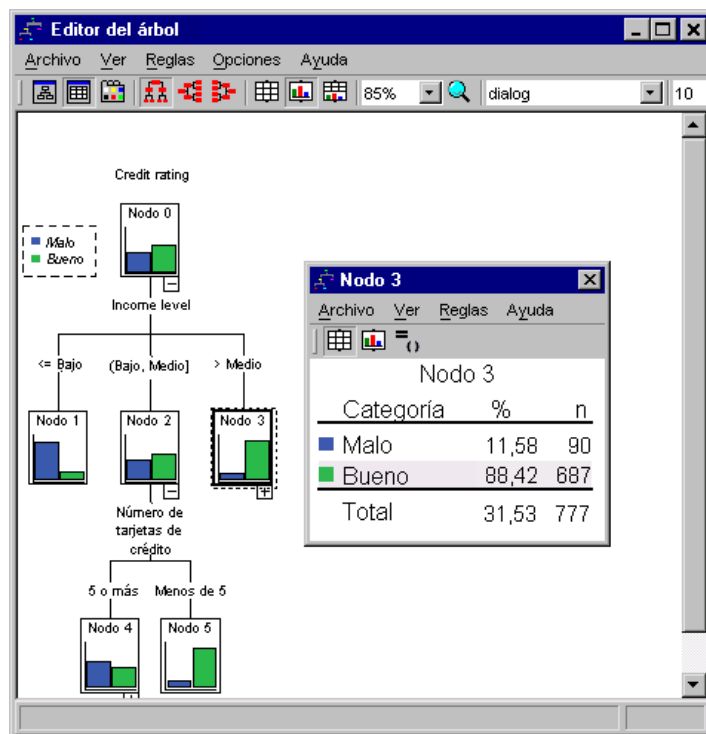 Editor del árbol
Archivo Ver Reglas Opciones Ayuda
85% dialog 10
Credit rating
Nodo 0
Malo
Bueno
Income level
<= Bajo (Bajo, Medio] > Medio
Nodo 1 Nodo 2 Nodo 3
Número de
tarjetas de
crédito
5 o más Menos de 5
Nodo 4 Nodo 5
Nodo 3
Archivo Ver Reglas Ayuda
Nodo 3
Categoría % n
Malo 11,58 90
Bueno 88,42 687
Total 31,53 777